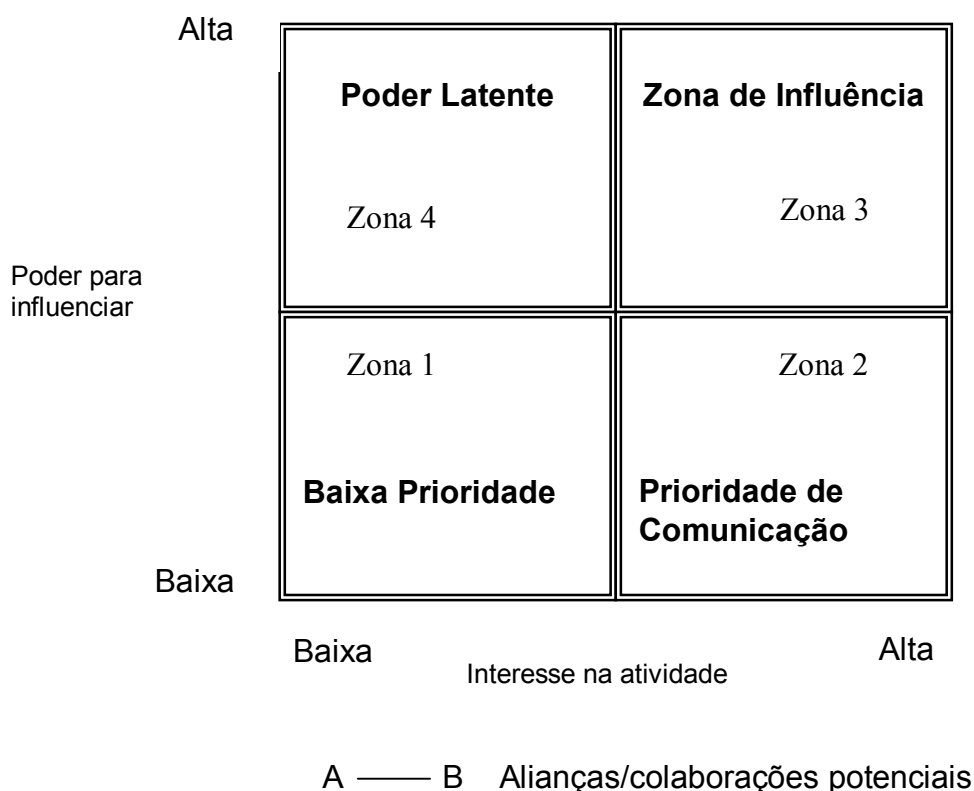 Alta
Poder Latente
Zona de Influência
Zona 4
Zona 3
Poder para
influenciar
Zona 1
Zona 2
Baixa Prioridade
Prioridade de
Comunicação
Baixa
Baixa
Alta
Interesse na atividade
A —— B Alianças/colaborações potenciais